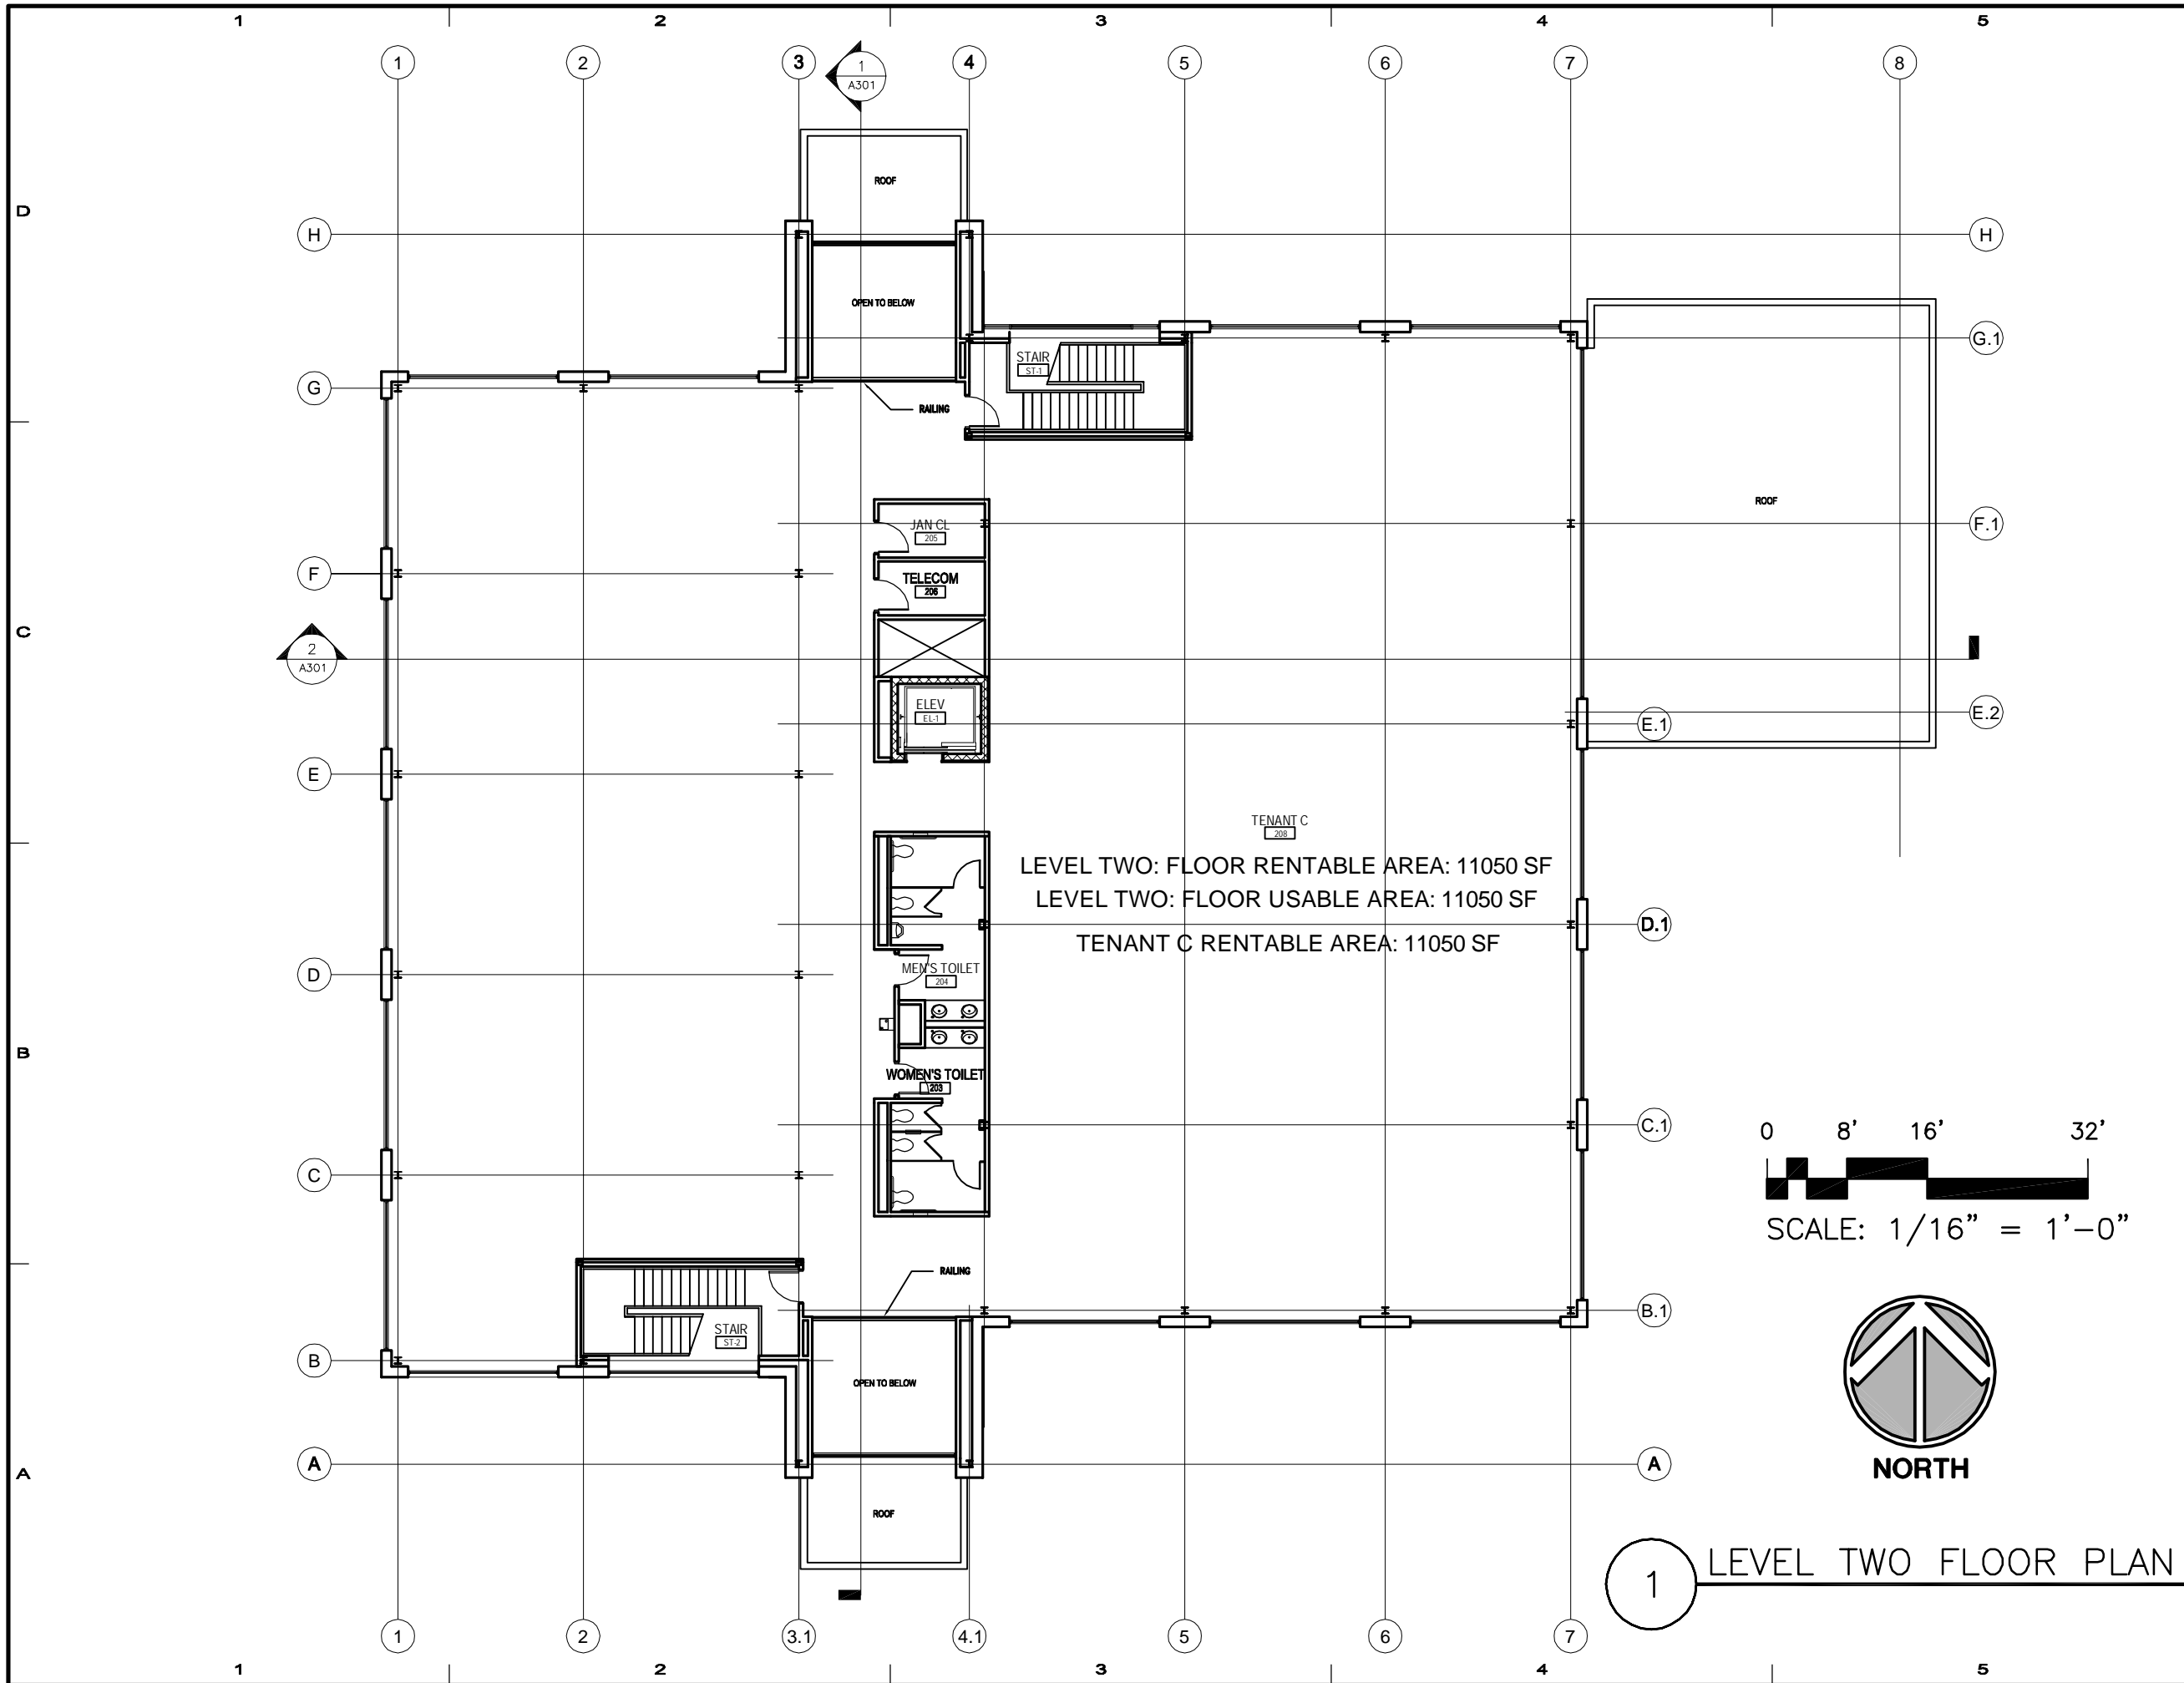 1 2 3 4 5
1 2 3 4 5 6 7 8
1
A301
ROOF
D
H H
OPEN TO BELOW
G.1
STAIR
ST-1
G
RAILING
ROOF
JAN CL
205
F.1
F
TELECOM
206
C
2
A301
ELEV
EL-1
E.2
E.1
E
TENANT C
208
LEVEL TWO: FLOOR RENTABLE AREA: 11050 SF
LEVEL TWO: FLOOR USABLE AREA: 11050 SF
D.1
TENANT C RENTABLE AREA: 11050 SF
D
MEN'S TOILET
204
B
WOMEN'S TOILET
203
C.1
0 8' 16' 32'
C
SCALE: 1/16" = 1'-0"
RAILING
B.1
STAIR
ST-2
B
OPEN TO BELOW
A A
A
NORTH
ROOF
1 LEVEL TWO FLOOR PLAN
1 2 3.1 4.1 5 6 7
1 2 3 4 5